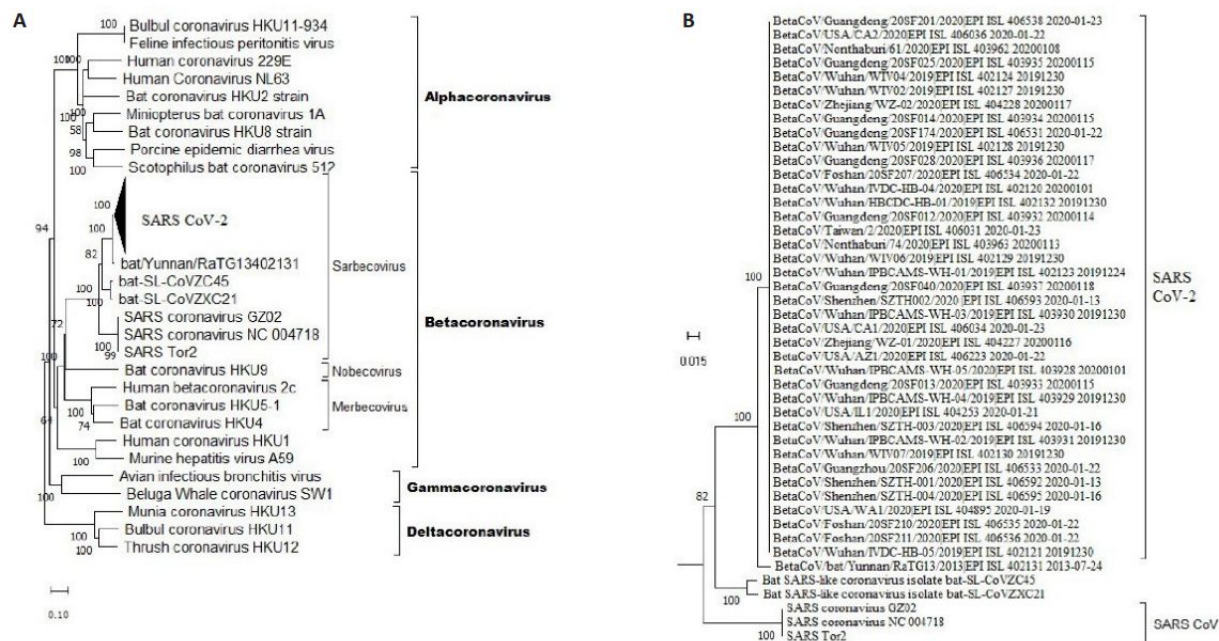 A
Bulbul coronavirus HKU11-934
Feline infectious peritonitis virus
Human coronavirus 229E
Human Coronavirus NL63
Bat coronavirus HKU2 strain
Miniopterus bat coronavirus 1A
Bat coronavirus HKU8 strain
Porcine epidemic diarrhea virus
Scotophilus bat coronavirus 512
Alphacoronavirus
SARS CoV-2
bat/Yunnan/RaTG13402131
bat-SL-CoVZC45
bat-SL-CoVZXC21
SARS coronavirus GZ02
SARS coronavirus NC 004718
SARS Tor2
Sarbecovirus
Bat coronavirus HKU9
Nobecovirus
Human betacoronavirus 2c
Bat coronavirus HKU5-1
Bat coronavirus HKU4
Merbecovirus
Human coronavirus HKU1
Murine hepatitis virus A59
Betacoronavirus
Avian infectious bronchitis virus
Beluga Whale coronavirus SW1
Gammacoronavirus
Munia coronavirus HKU13
Bulbul coronavirus HKU11
Thrush coronavirus HKU12
Deltacoronavirus
100
100
58
98
100
94
100
100
82
100
100
99
72
100
100
74
100
100
100
100
0.10
B
BetaCoV/Guangdong/20SF201/2020|EPI ISL 406538 2020-01-23
BetaCoV/USA/CA2/2020|EPI ISL 406036 2020-01-22
BetaCoV/Nonthaburi/61/2020|EPI ISL 403962 20200108
BetaCoV/Guangdong/20SF025/2020|EPI ISL 403935 20200115
BetaCoV/Wuhan/WIV04/2019|EPI ISL 402124 20191230
BetaCoV/Wuhan/WIV02/2019|EPI ISL 402127 20191230
BetaCoV/Zhejiang/WZ-02/2020|EPI ISL 404228 20200117
BetaCoV/Guangdong/20SF014/2020|EPI ISL 403934 20200115
BetaCoV/Guangdong/20SF174/2020|EPI ISL 406531 2020-01-22
BetaCoV/Wuhan/WIV05/2019|EPI ISL 402128 20191230
BetaCoV/Guangdong/20SF028/2020|EPI ISL 403936 20200117
BetaCoV/Foshan/20SF207/2020|EPI ISL 406534 2020-01-22
BetaCoV/Wuhan/IVDC-HB-04/2020|EPI ISL 402120 20200101
BetaCoV/Wuhan/HBCDC-HB-01/2019|EPI ISL 402132 20191230
BetaCoV/Guangdong/20SF012/2020|EPI ISL 403932 20200114
BetaCoV/Taiwan/2/2020|EPI ISL 406031 2020-01-23
BetaCoV/Nonthaburi/74/2020|EPI ISL 403963 20200113
BetaCoV/Wuhan/WIV06/2019|EPI ISL 402129 20191230
BetaCoV/Wuhan/IPBCAMS-WH-01/2019|EPI ISL 402123 20191224
BetaCoV/Guangdong/20SF040/2020|EPI ISL 403937 20200118
BetaCoV/Shenzhen/SZTH002/2020|EPI ISL 406593 2020-01-13
BetaCoV/Wuhan/IPBCAMS-WH-03/2019|EPI ISL 403930 20191230
BetaCoV/USA/CA1/2020|EPI ISL 406034 2020-01-23
BetaCoV/Zhejiang/WZ-01/2020|EPI ISL 404227 20200116
BetaCoV/USA/AZ1/2020|EPI ISL 406223 2020-01-22
BetaCoV/Wuhan/IPBCAMS-WH-05/2020|EPI ISL 403928 20200101
BetaCoV/Guangdong/20SF013/2020|EPI ISL 403933 20200115
BetaCoV/Wuhan/IPBCAMS-WH-04/2019|EPI ISL 403929 20191230
BetaCoV/USA/IL1/2020|EPI ISL 404253 2020-01-21
BetaCoV/Shenzhen/SZTH-003/2020|EPI ISL 406594 2020-01-16
BetaCoV/Wuhan/IPBCAMS-WH-02/2019|EPI ISL 403931 20191230
BetaCoV/Wuhan/WIV07/2019|EPI ISL 402130 20191230
BetaCoV/Guangzhou/20SF206/2020|EPI ISL 406533 2020-01-22
BetaCoV/Shenzhen/SZTH-001/2020|EPI ISL 406592 2020-01-13
BetaCoV/Shenzhen/SZTH-004/2020|EPI ISL 406595 2020-01-16
BetaCoV/USA/WA1/2020|EPI ISL 404895 2020-01-19
BetaCoV/Foshan/20SF210/2020|EPI ISL 406535 2020-01-22
BetaCoV/Foshan/20SF211/2020|EPI ISL 406536 2020-01-22
BetaCoV/Wuhan/IVDC-HB-05/2019|EPI ISL 402121 20191230
BetaCoV/bat/Yunnan/RaTG13/2013|EPI ISL 402131 2013-07-24
Bat SARS-like coronavirus isolate bat-SL-CoVZC45
Bat SARS-like coronavirus isolate bat-SL-CoVZXC21
SARS coronavirus GZ02
SARS coronavirus NC 004718
SARS Tor2
SARS
CoV-2
SARS CoV
100
100
82
100
100
0.015